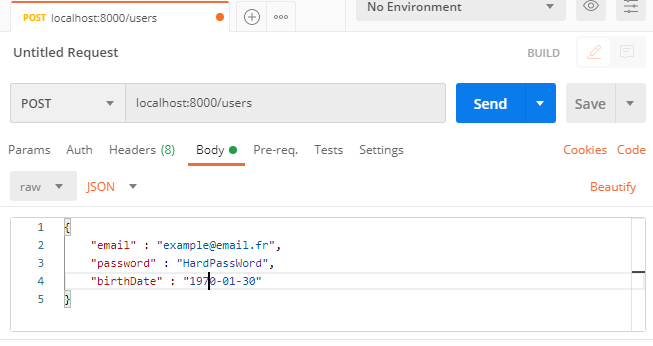 POST localhost:8000/users
No Environment
Untitled Request
BUILD
POST
localhost:8000/users
Send
Save
Params Auth Headers (8) Body Pre-req. Tests Settings Cookies Code
raw JSON Beautify
1 {
2 "email" : "example@email.fr",
3 "password" : "HardPassWord",
4 "birthDate" : "1970-01-30"
5 }